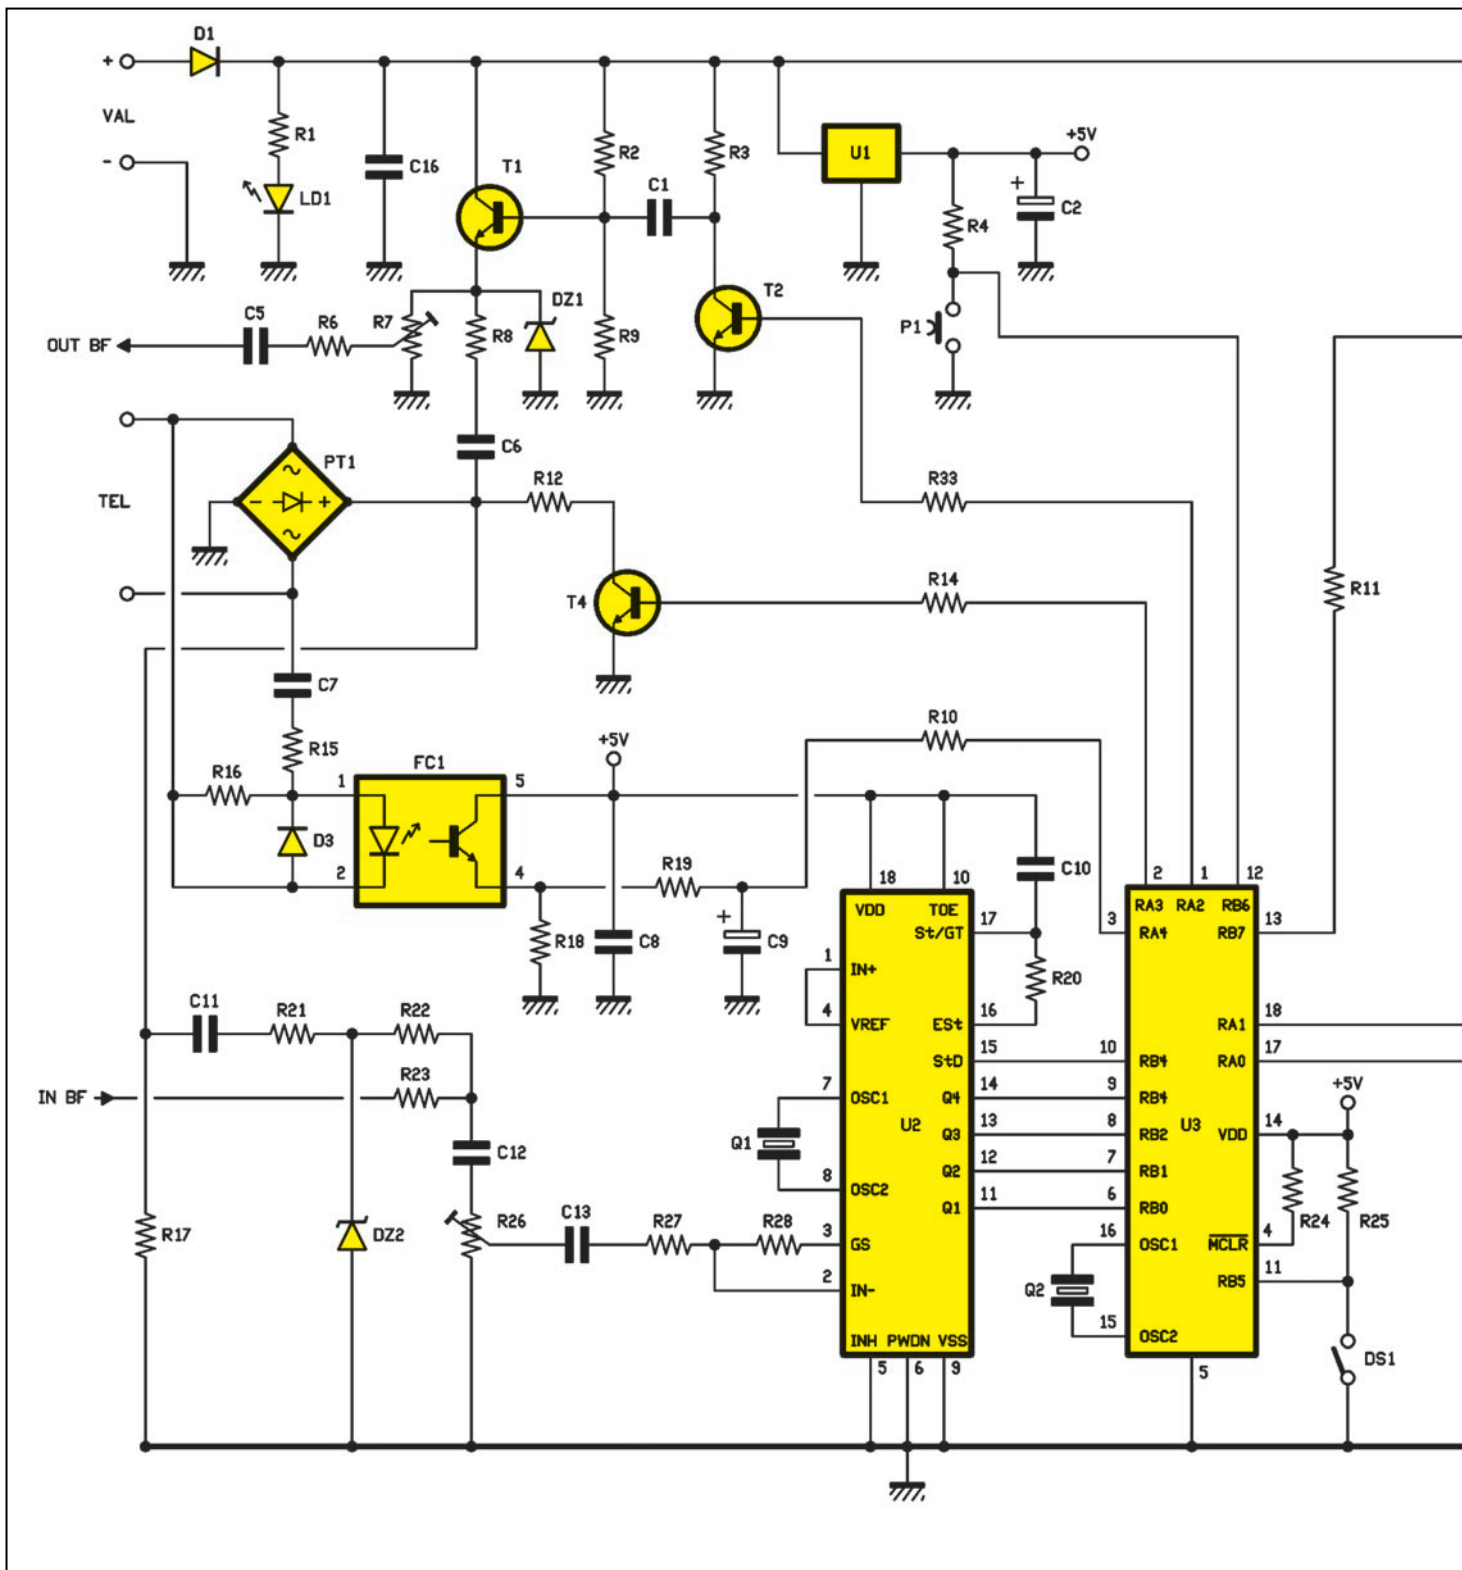 D1
+
VAL
-
R1
LD1
C16
T1
R2
C1
R3
U1
+5V
+
C2
R4
C5
R6
R7
R8
DZ1
R9
T2
P1
OUT BF
C6
PT1
~
- +
~
TEL
R12
R33
R14
T4
R11
C7
R15
R10
+5V
R16
FC1
1
5
D3
2
4
R19
C10
18
10
2
1
12
VDD
TOE
RA3
RA2
RB6
R18
C8
+
C9
17
St/GT
3
RA4
RB7
13
1
IN+
R20
C11
R21
R22
4
VREF
16
ESt
RA1
18
15
StD
10
RB4
RA0
17
R23
IN BF
7
OSC1
14
Q4
9
RB4
+5V
Q1
U2
13
Q3
8
RB2
U3
VDD
14
C12
12
Q2
7
RB1
8
OSC2
11
Q1
6
RB0
R24
R25
R17
DZ2
R26
C13
R27
R28
3
GS
16
OSC1
MCLR
4
2
IN-
Q2
RB5
11
15
OSC2
INH
PWDN
VSS
5
6
9
5
DS1